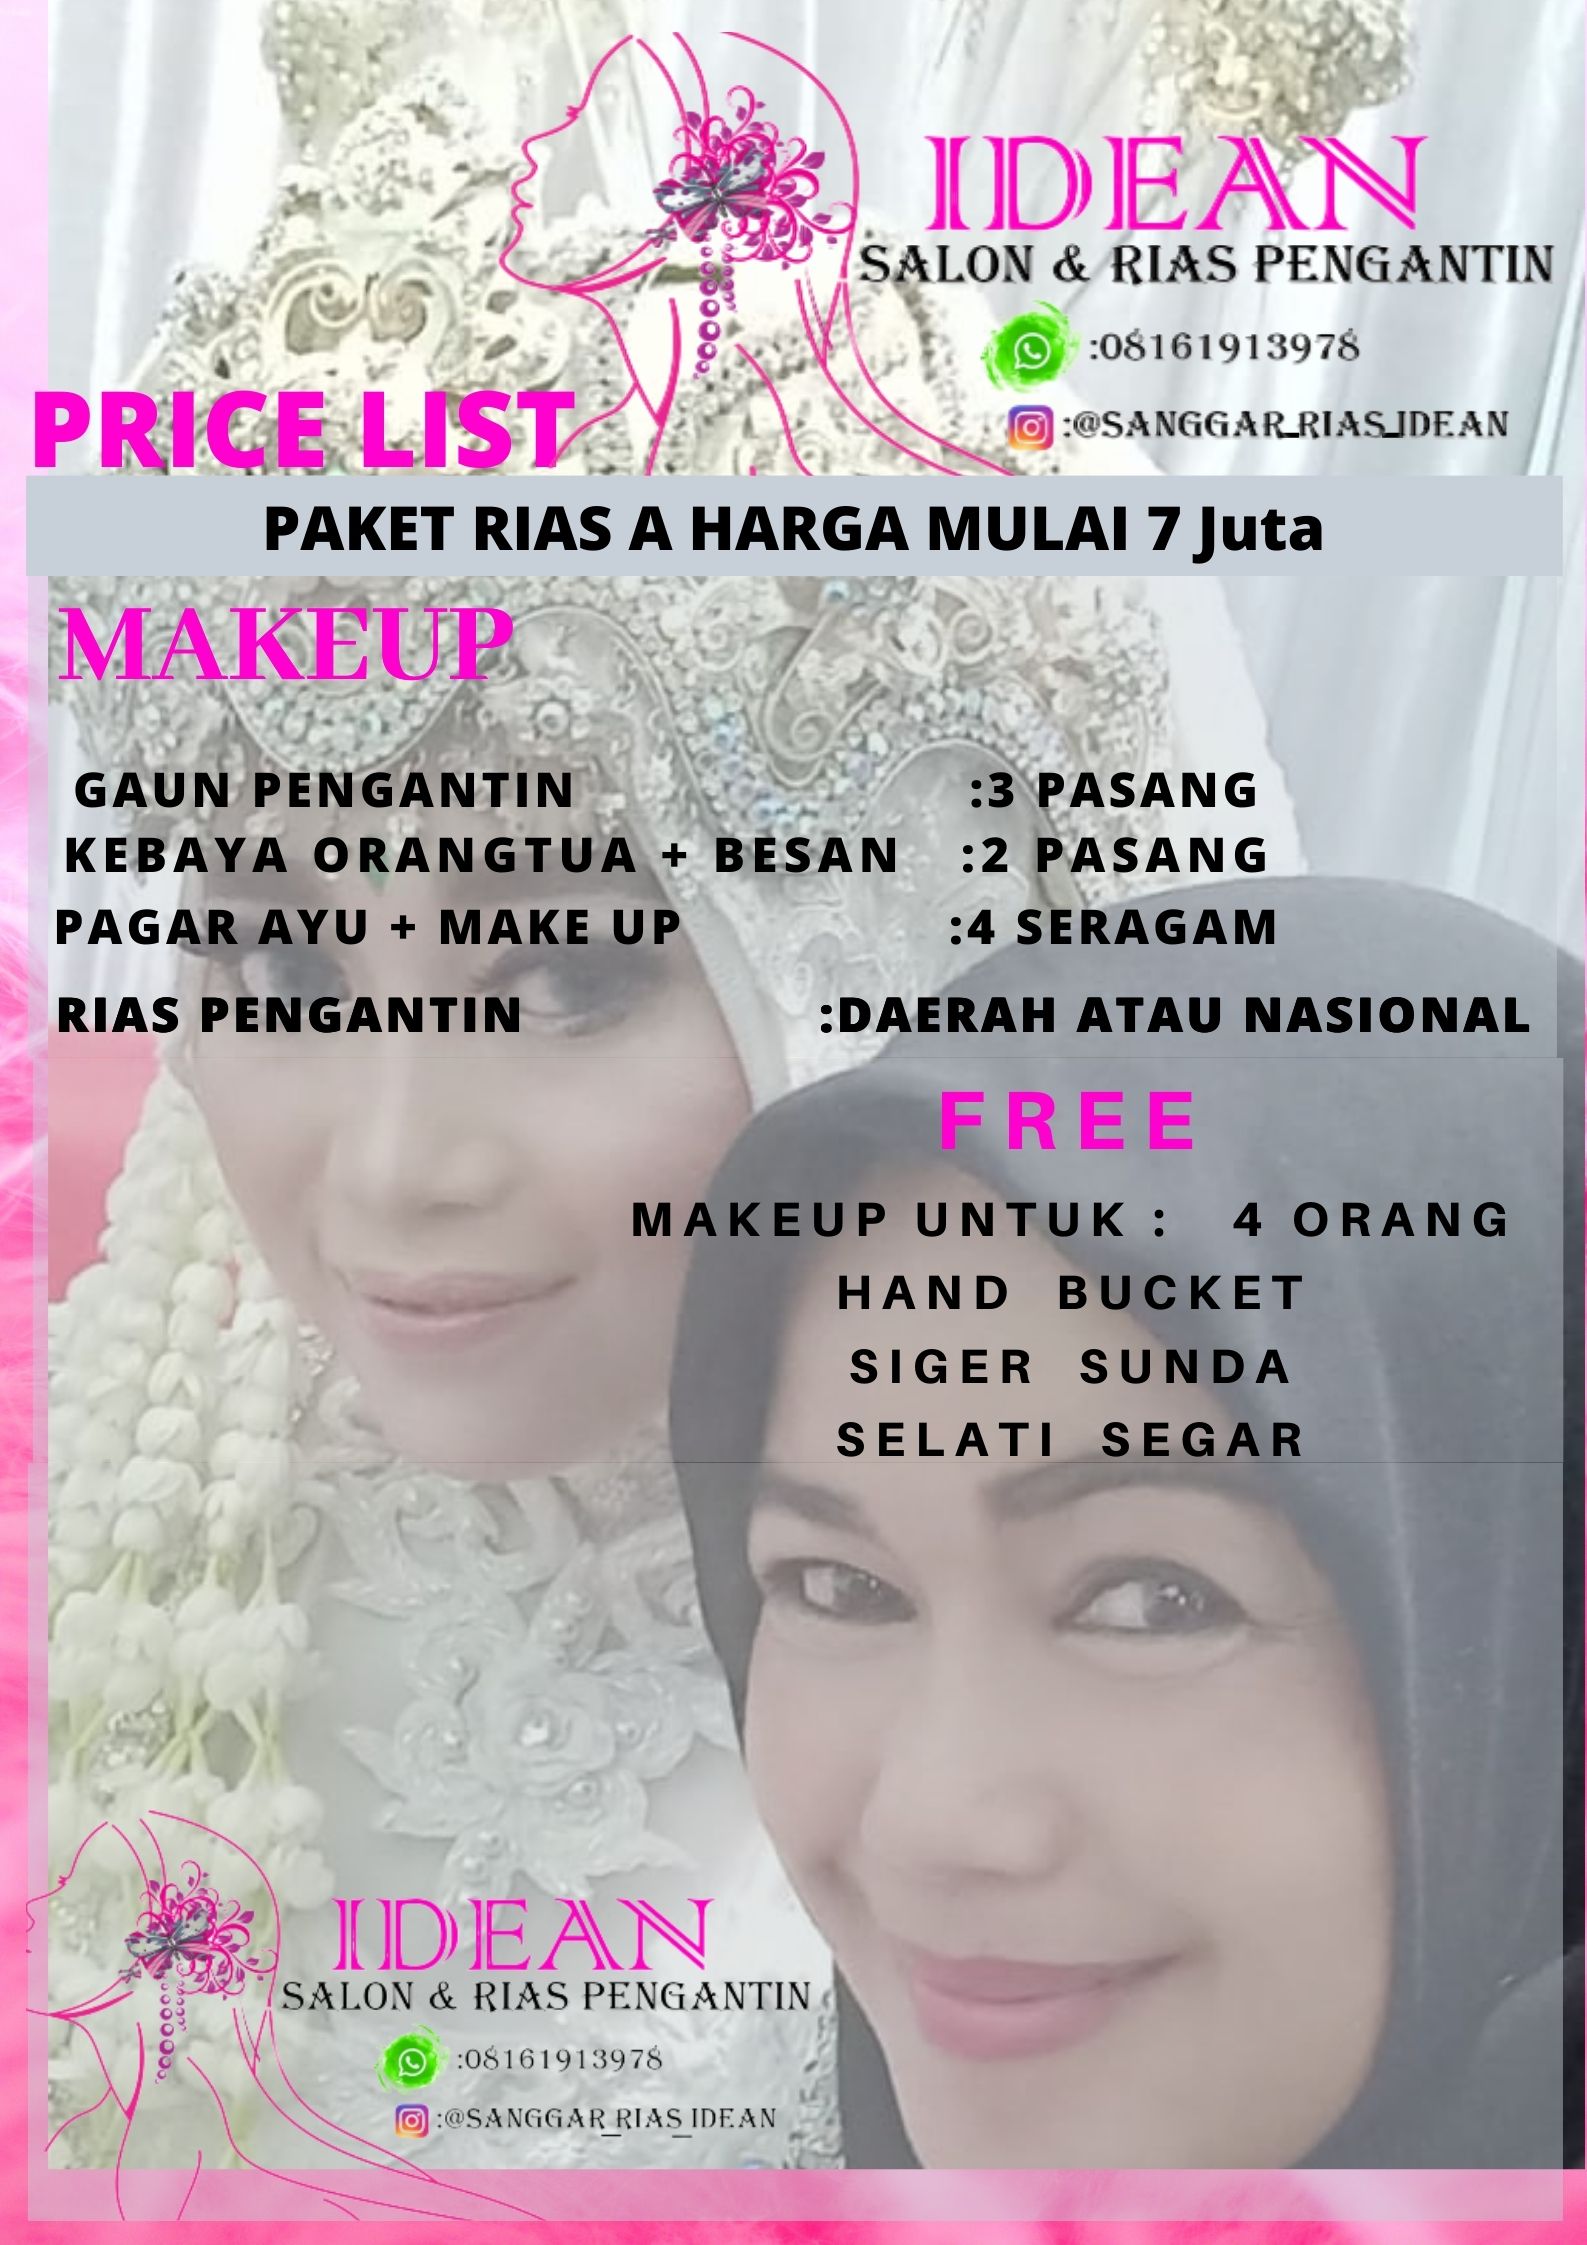 IDEAN
SALON & RIAS PENGANTIN
:08161913978
:@SANGGAR_RIAS_IDEAN
PRICE LIST
PAKET RIAS A HARGA MULAI 7 Juta
MAKEUP
GAUN PENGANTIN :3 PASANG
KEBAYA ORANGTUA + BESAN :2 PASANG
PAGAR AYU + MAKE UP :4 SERAGAM
RIAS PENGANTIN :DAERAH ATAU NASIONAL
FREE
MAKEUP UNTUK : 4 ORANG
HAND BUCKET
SIGER SUNDA
SELATI SEGAR
IDEAN
SALON & RIAS PENGANTIN
:08161913978
:@SANGGAR_RIAS_IDEAN